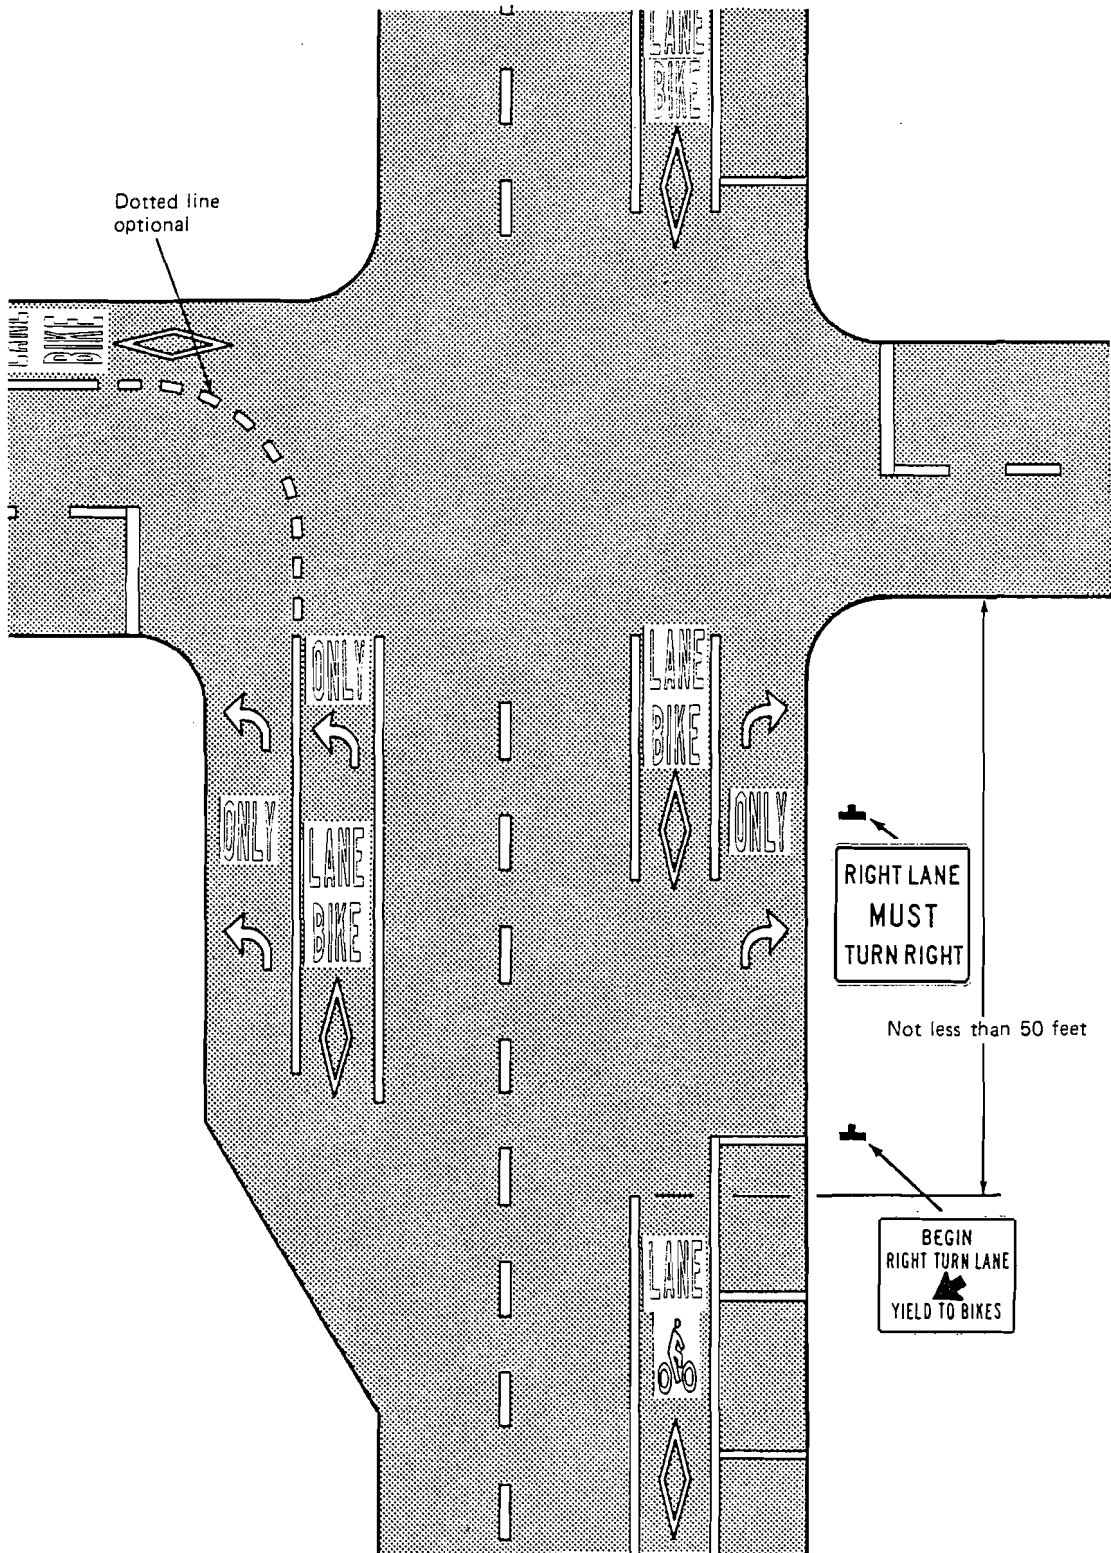 LANE
BIKE
Dotted line
optional
LANE
BIKE
ONLY
LANE
BIKE
ONLY
LANE
BIKE
ONLY
RIGHT LANE
MUST
TURN RIGHT
Not less than 50 feet
BEGIN
RIGHT TURN LANE
YIELD TO BIKES
LANE